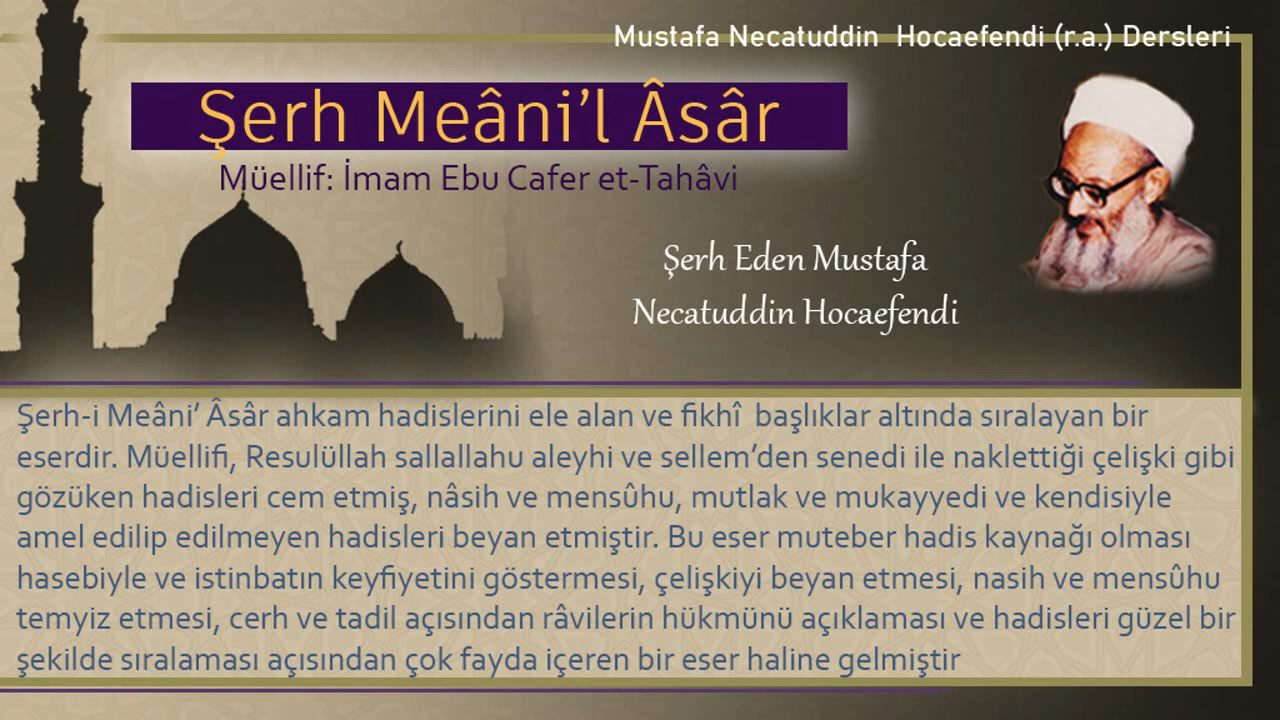 Mustafa Necatuddin Hocaefendi (r.a.) Dersleri
Şerh Meâni’l Âsâr
Müellif: İmam Ebu Cafer et-Tahâvi
Şerh Eden Mustafa
Necatuddin Hocaefendi
Şerh-i Meâni’ Âsâr ahkam hadislerini ele alan ve fikhî başlıklar altında sıralayan bir
eserdir. Müellifi, Resulüllah sallallahu aleyhi ve sellem’den senedi ile naklettiği çelişki gibi
gözüken hadisleri cem etmiş, nâsih ve mensûhu, mutlak ve mukayyedi ve kendisiyle
amel edilip edilmeyen hadisleri beyan etmiştir. Bu eser muteber hadis kaynağı olması
hasebiyle ve istinbatın keyfiyetini göstermesi, çelişkiyi beyan etmesi, nasih ve mensûhu
temyiz etmesi, cerh ve tadil açısından râvilerin hükmünü açıklaması ve hadisleri güzel bir
şekilde sıralaması açısından çok fayda içeren bir eser haline gelmiştir